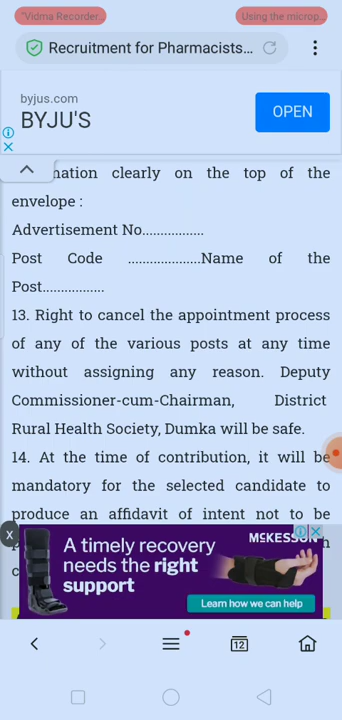 "Vidma Recorder:
Using the microp...
Recruitment for Pharmacists...
byjus.com
BYJU'S
OPEN
mation clearly on the top of the
envelope :
Advertisement No.................
Post Code ....................Name of the
Post.................
13. Right to cancel the appointment process
of any of the various posts at any time
without assigning any reason. Deputy
Commissioner-cum-Chairman, District
Rural Health Society, Dumka will be safe.
14. At the time of contribution, it will be
mandatory for the selected candidate to
produce an affidavit of intent not to be
X
A timely recovery
needs the right
support
MCKESSON
Learn how we can help
12